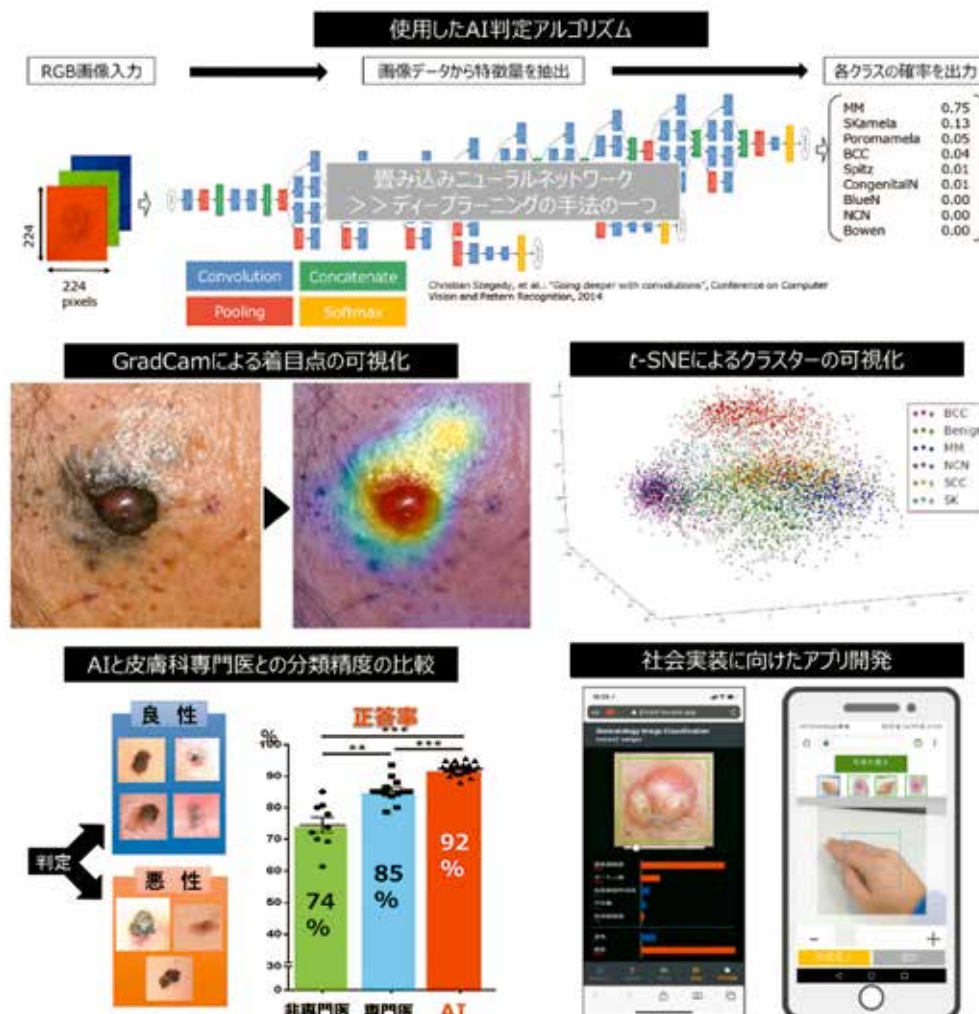 使用したAI判定アルゴリズム
RGB画像入力
画像データから特徴量を抽出
各クラスの確率を出力
MM 0.75
SKamela 0.13
Poromamela 0.05
BCC 0.04
Spitz 0.01
CongenitalN 0.01
BlueN 0.00
NCN 0.00
Bowen 0.00
畳み込みニューラルネットワーク
>>ディープラーニングの手法の一つ
224
224
pixels
Convolution
Concatenate
Pooling
Softmax
Christian Szegedy, et al.: "Going deeper with convolutions", Conference on Computer
Vision and Pattern Recognition, 2014
GradCamによる着目点の可視化
t-SNEによるクラスターの可視化
BCC
Benign
MM
NCN
SCC
SK
AIと皮膚科専門医との分類精度の比較
良性
判定
悪性
正答率
%
***
**
***
100
90
80
70
60
50
40
30
0
74
%
85
%
92
%
非専門医
専門医
AI
社会実装に向けたアプリ開発
Dermatology Image Classification